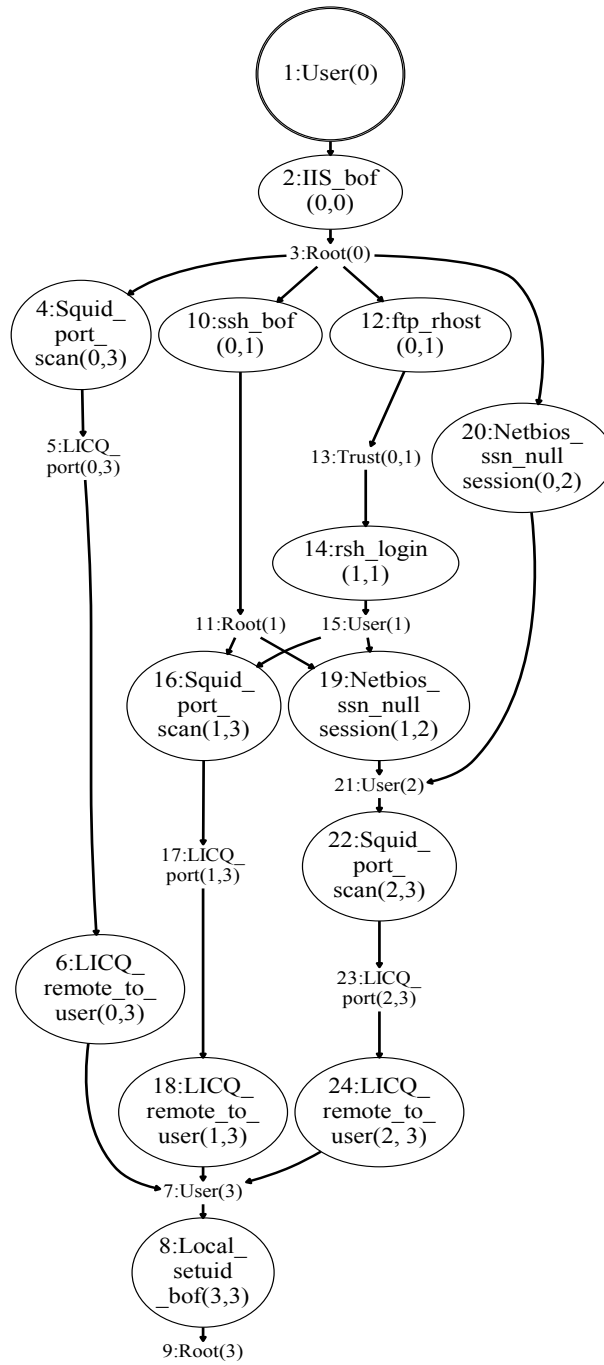 1:User(0)
2:IIS_bof
(0,0)
3:Root(0)
4:Squid_
port_
scan(0,3)
10:ssh_bof
(0,1)
12:ftp_rhost
(0,1)
20:Netbios_
ssn_null
session(0,2)
5:LICQ_
port(0,3)
13:Trust(0,1)
14:rsh_login
(1,1)
11:Root(1)
15:User(1)
16:Squid_
port_
scan(1,3)
19:Netbios_
ssn_null
session(1,2)
21:User(2)
17:LICQ_
port(1,3)
22:Squid_
port_
scan(2,3)
6:LICQ_
remote_to_
user(0,3)
23:LICQ_
port(2,3)
18:LICQ_
remote_to_
user(1,3)
24:LICQ_
remote_to_
user(2, 3)
7:User(3)
8:Local_
setuid
_bof(3,3)
9:Root(3)